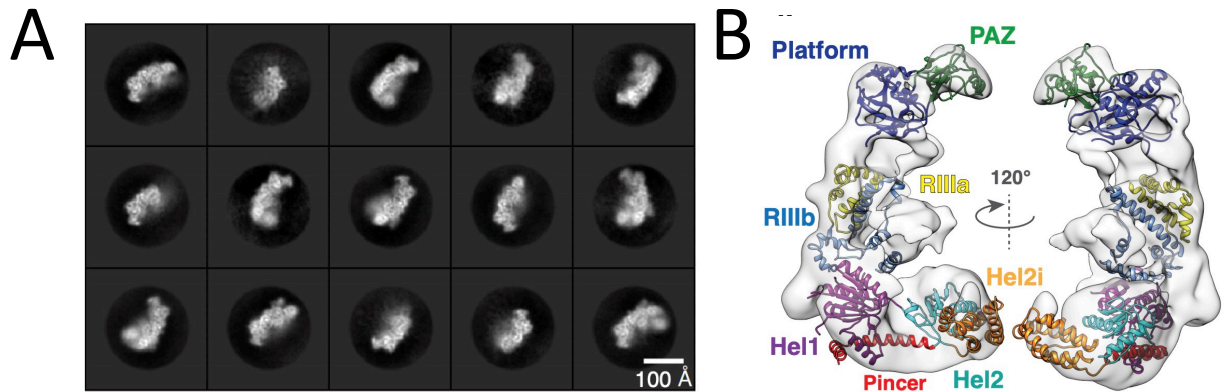 A
100 Å
B
PAZ
Platform
RIIIa
120°
RIIIb
Hel2i
Hel1
Pincer
Hel2